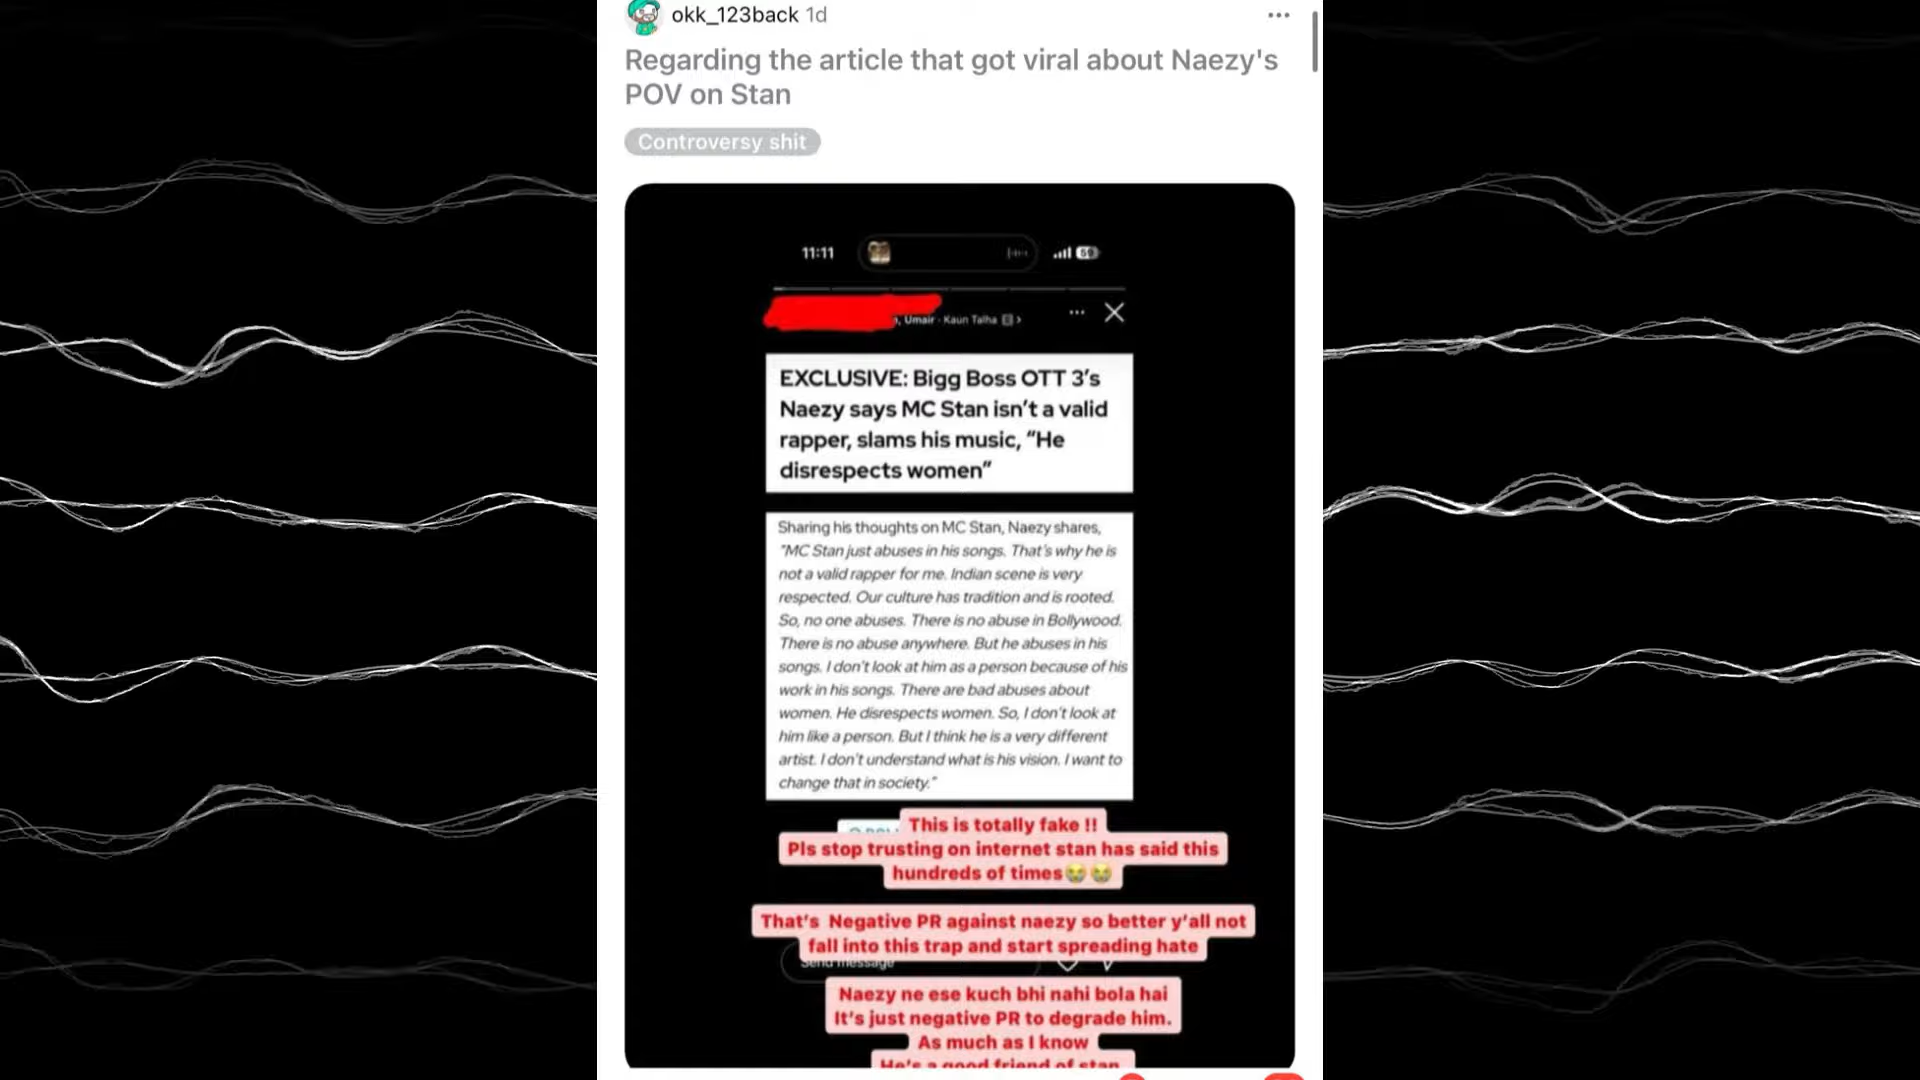 okk_123back 1d
Regarding the article that got viral about Naezy's
POV on Stan
Controversy shit
11:11
59
, Umair · Kaun Talha
EXCLUSIVE: Bigg Boss OTT 3's
Naezy says MC Stan isn't a valid
rapper, slams his music, “He
disrespects women”
Sharing his thoughts on MC Stan, Naezy shares,
“MC Stan just abuses in his songs. That's why he is
not a valid rapper for me. Indian scene is very
respected. Our culture has tradition and is rooted.
So, no one abuses. There is no abuse in Bollywood.
There is no abuse anywhere. But he abuses in his
songs. I don't look at him as a person because of his
work in his songs. There are bad abuses about
women. He disrespects women. So, I don't look at
him like a person. But I think he is a very different
artist. I don't understand what is his vision. I want to
change that in society.”
This is totally fake !!
Pls stop trusting on internet stan has said this
hundreds of times😭😭
That's Negative PR against naezy so better y'all not
fall into this trap and start spreading hate
Send message
Naezy ne ese kuch bhi nahi bola hai
It's just negative PR to degrade him.
As much as I know
He's a good friend of stan